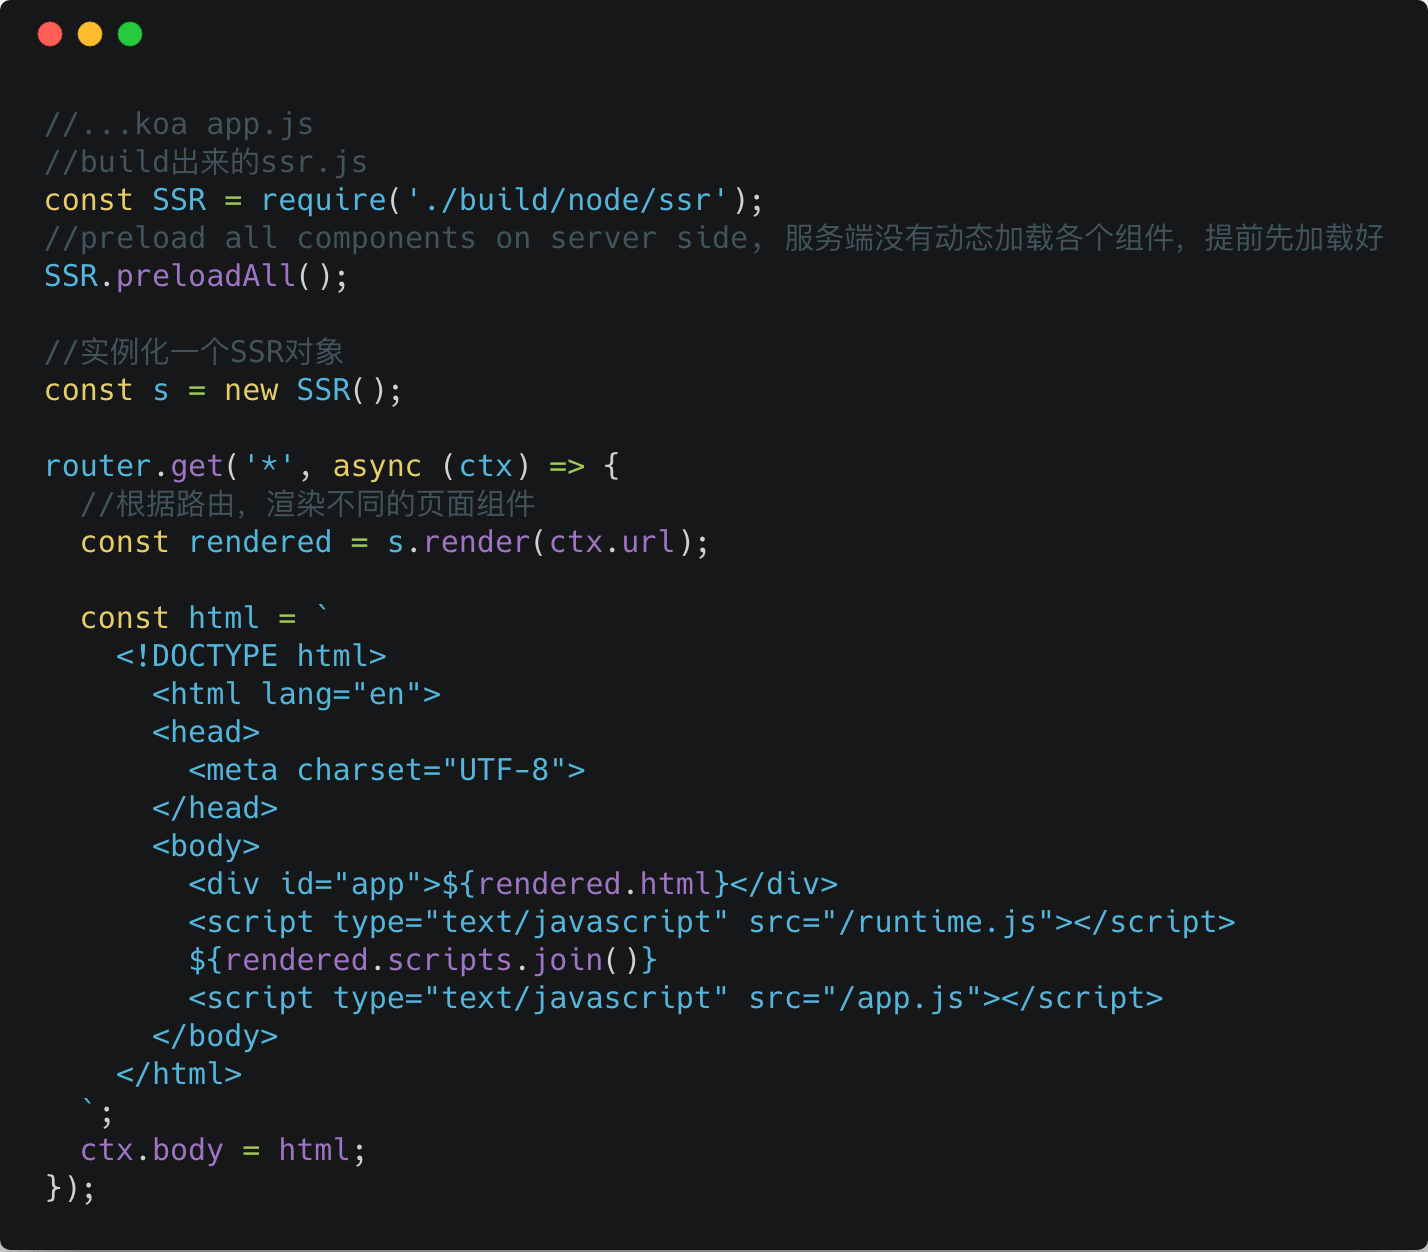 //...koa app.js
//build出来的ssr.js
const SSR = require('./build/node/ssr');
//preload all components on server side, 服务端没有动态加载各个组件，提前先加载好
SSR.preloadAll();
//实例化一个SSR对象
const s = new SSR();
router.get('*', async (ctx) => {
  //根据路由，渲染不同的页面组件
  const rendered = s.render(ctx.url);
  const html = `
    <!DOCTYPE html>
      <html lang="en">
      <head>
        <meta charset="UTF-8">
      </head>
      <body>
        <div id="app">${rendered.html}</div>
        <script type="text/javascript" src="/runtime.js"></script>
        ${rendered.scripts.join()}
        <script type="text/javascript" src="/app.js"></script>
      </body>
    </html>
  `;
  ctx.body = html;
});